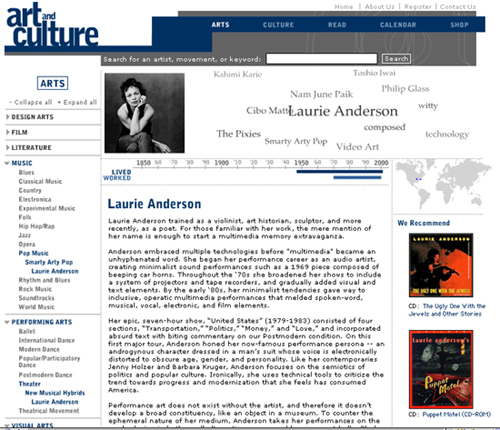 art and culture
Home | About Us | Register | Contact Us
ARTS CULTURE READ CALENDAR SHOP
Search for an artist, movement, or keyword: Search
ARTS
- Collapse all + Expand all
DESIGN ARTS
FILM
LITERATURE
MUSIC
Blues
Classical Music
Country
Electronica
Experimental Music
Folk
Hip Hop/Rap
Jazz
Opera
Pop Music
Smarty Arty Pop
Laurie Anderson
Rhythm and Blues
Rock Music
Soundtracks
World Music
PERFORMING ARTS
Ballet
International Dance
Modern Dance
Popular/Participatory
Dance
Postmodern Dance
Theater
New Musical Hybrids
Laurie Anderson
Theatrical Movement
VISUAL ARTS
Kahimi Karie
Toshio Iwai
Nam June Paik
Philip Glass
Cibo Matto
Laurie Anderson
witty
The Pixies
composed
Smarty Arty Pop
technology
Video Art
1850 50 '70 '80 '90 1900 '10 '20 '30 '40 1950 '60 '70 '80 '90 2000
LIVED
WORKED
Laurie Anderson
Laurie Anderson trained as a violinist, art historian, sculptor, and more
recently, as a poet. For those familiar with her work, the mere mention of
her name is enough to start a multimedia memory extravaganza.
Anderson embraced multiple technologies before "multimedia" became an
unhyphenated word. She began her performance career as an audio artist,
creating minimalist sound performances such as a 1969 piece composed of
beeping car horns. Throughout the '70s she broadened her shows to include
a system of projectors and tape recorders, and gradually added visual and
text elements. By the early '80s, her minimalist tendencies gave way to
inclusive, operatic multimedia performances that melded spoken-word,
musical, vocal, electronic, and film elements.
Her epic, seven-hour show, "United States" (1979-1983) consisted of four
sections, "Transportation," "Politics," "Money," and "Love," and incorporated
absurd text with biting commentary on our Postmodern condition. On this
first major tour, Anderson honed her now-famous performance persona -- an
androgynous character dressed in a man's suit whose voice is electronically
distorted to obscure age, gender, and personality. Like her contemporaries
Jenny Holzer and Barbara Kruger, Anderson focuses on the semiotics of
politics and popular culture. Ironically, she uses technical tools to criticize the
trend towards progress and modernization that she feels has consumed
America.
Performance art does not exist without the artist, and therefore it doesn't
develop a broad constituency, like an object in a museum. To counter the
ephemeral nature of her medium, Anderson takes her performances on the
We Recommend
LAURIE ANDERSON
CD: The Ugly One With the
Jewels and Other Stories
laurie anderson's
Puppet Motel
CD: Puppet Motel (CD-ROM)